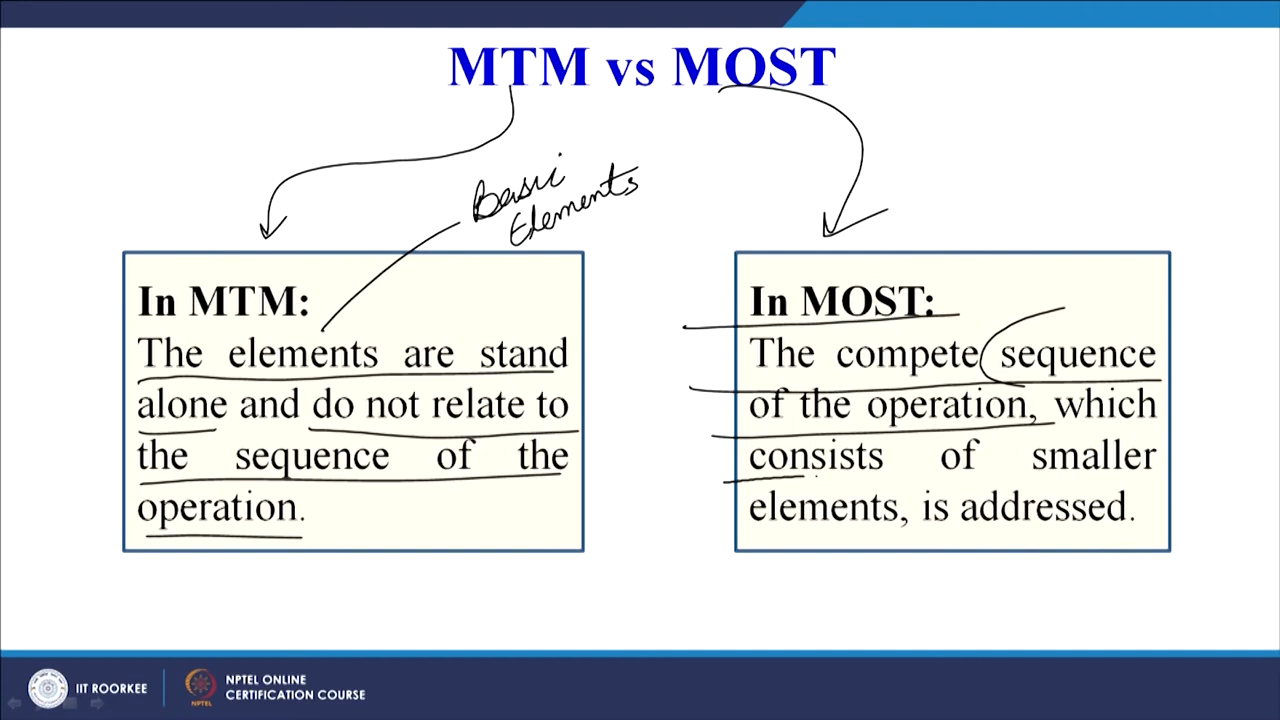 MTM vs MOST
Basic
Elements
In MTM:
The elements are stand
alone and do not relate to
the sequence of the
operation.
In MOST:
The compete sequence
of the operation, which
consists of smaller
elements, is addressed.
IIT ROORKEE
NPTEL ONLINE
CERTIFICATION COURSE
NPTEL